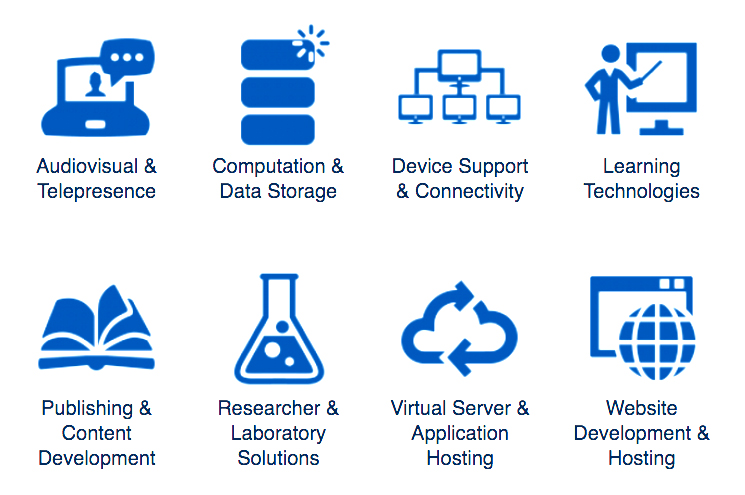 Audiovisual &
Telepresence
Computation &
Data Storage
Device Support
& Connectivity
Learning
Technologies
Publishing &
Content
Development
Researcher &
Laboratory
Solutions
Virtual Server &
Application
Hosting
Website
Development &
Hosting